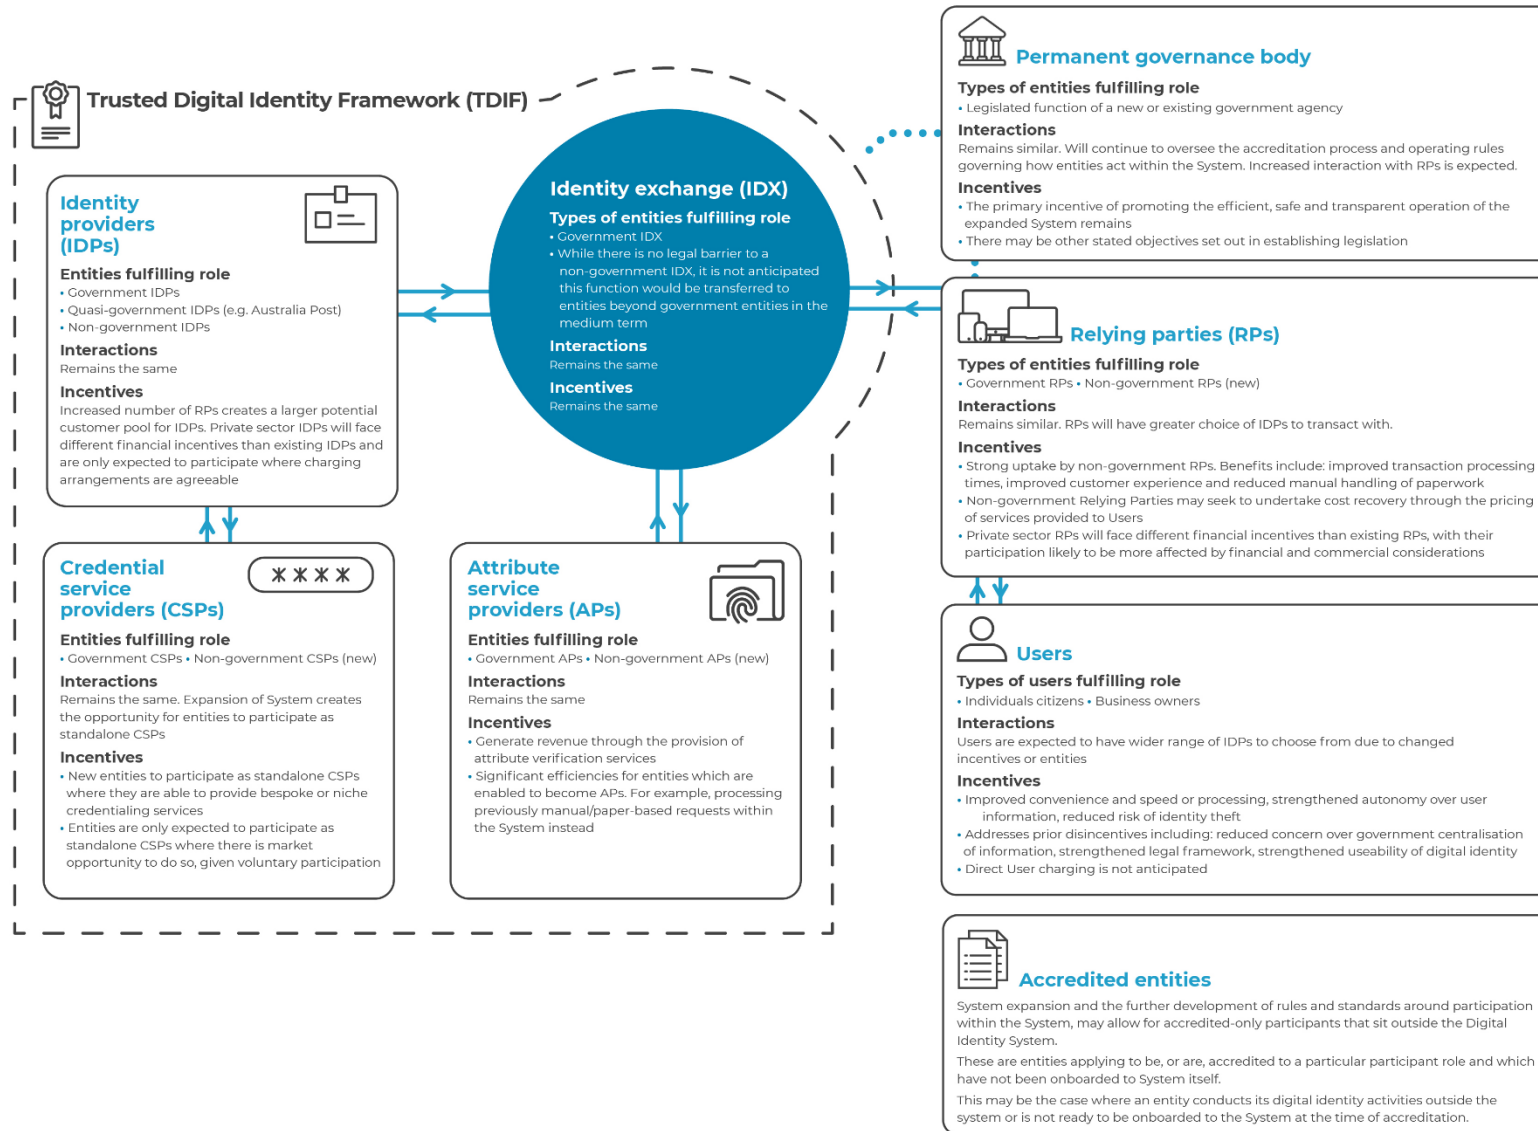 Trusted Digital Identity Framework (TDIF)
Identity
providers
(IDPs)
Entities fulfilling role
• Government IDPs
• Quasi-government IDPs (e.g. Australia Post)
• Non-government IDPs
Interactions
Remains the same
Incentives
Increased number of RPs creates a larger potential
customer pool for IDPs. Private sector IDPs will face
different financial incentives than existing IDPs and
are only expected to participate where charging
arrangements are agreeable
Credential
service
providers (CSPs)
Entities fulfilling role
• Government CSPs • Non-government CSPs (new)
Interactions
Remains the same. Expansion of System creates
the opportunity for entities to participate as
standalone CSPs
Incentives
• New entities to participate as standalone CSPs
where they are able to provide bespoke or niche
credentialing services
• Entities are only expected to participate as
standalone CSPs where there is market
opportunity to do so, given voluntary participation
Identity exchange (IDX)
Types of entities fulfilling role
• Government IDX
• While there is no legal barrier to a
non-government IDX, it is not anticipated
this function would be transferred to
entities beyond government entities in the
medium term
Interactions
Remains the same
Incentives
Remains the same
Attribute
service
providers (APs)
Entities fulfilling role
• Government APs • Non-government APs (new)
Interactions
Remains the same
Incentives
• Generate revenue through the provision of
attribute verification services
• Significant efficiencies for entities which are
enabled to become APs. For example, processing
previously manual/paper-based requests within
the System instead
Permanent governance body
Types of entities fulfilling role
• Legislated function of a new or existing government agency
Interactions
Remains similar. Will continue to oversee the accreditation process and operating rules
governing how entities act within the System. Increased interaction with RPs is expected.
Incentives
• The primary incentive of promoting the efficient, safe and transparent operation of the
expanded System remains
• There may be other stated objectives set out in establishing legislation
Relying parties (RPs)
Types of entities fulfilling role
• Government RPs • Non-government RPs (new)
Interactions
Remains similar. RPs will have greater choice of IDPs to transact with.
Incentives
• Strong uptake by non-government RPs. Benefits include: improved transaction processing
times, improved customer experience and reduced manual handling of paperwork
• Non-government Relying Parties may seek to undertake cost recovery through the pricing
of services provided to Users
• Private sector RPs will face different financial incentives than existing RPs, with their
participation likely to be more affected by financial and commercial considerations
Users
Types of users fulfilling role
• Individuals citizens • Business owners
Interactions
Users are expected to have wider range of IDPs to choose from due to changed
incentives or entities
Incentives
• Improved convenience and speed or processing, strengthened autonomy over user
information, reduced risk of identity theft
• Addresses prior disincentives including: reduced concern over government centralisation
of information, strengthened legal framework, strengthened useability of digital identity
• Direct User charging is not anticipated
Accredited entities
System expansion and the further development of rules and standards around participation
within the System, may allow for accredited-only participants that sit outside the Digital
Identity System.
These are entities applying to be, or are, accredited to a particular participant role and which
have not been onboarded to System itself.
This may be the case where an entity conducts its digital identity activities outside the
system or is not ready to be onboarded to the System at the time of accreditation.